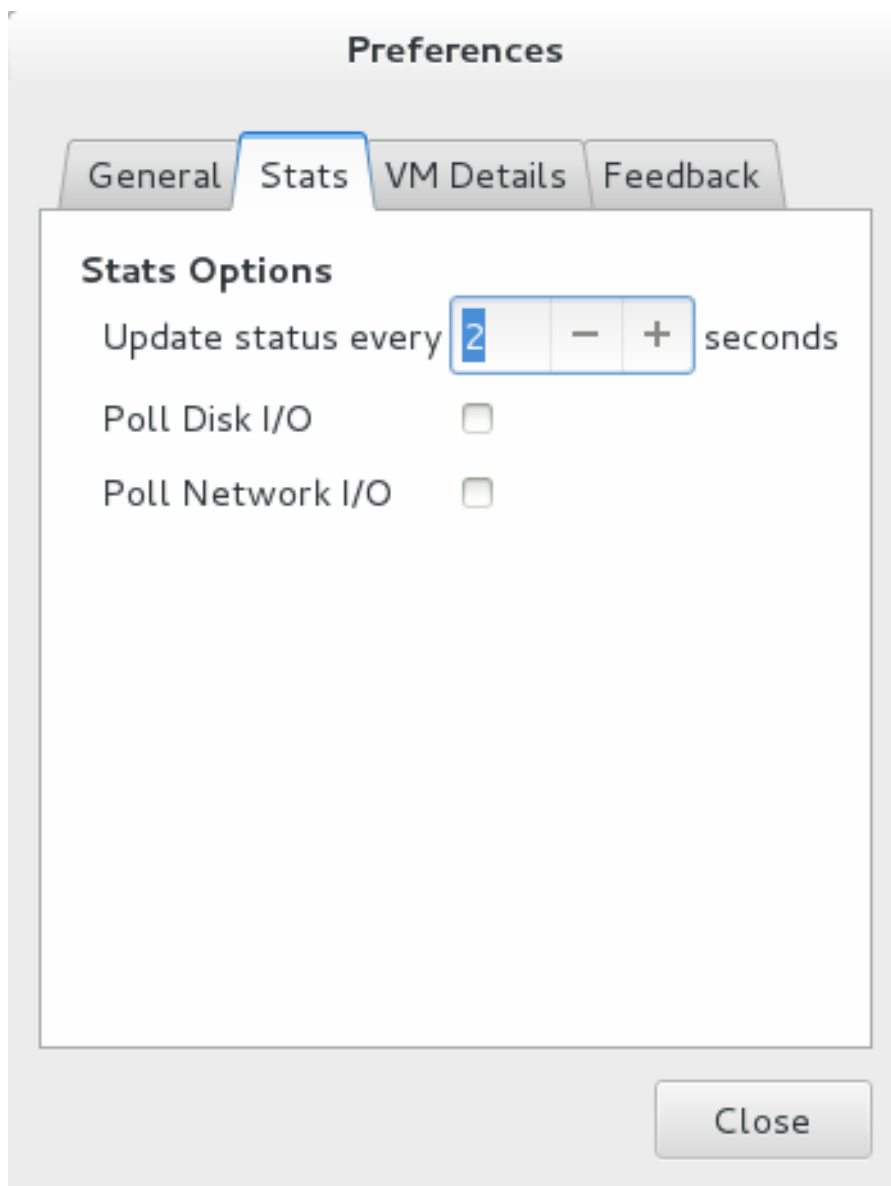 Preferences
General Stats VM Details Feedback
Stats Options
Update status every 2 − + seconds
Poll Disk I/O
Poll Network I/O
Close